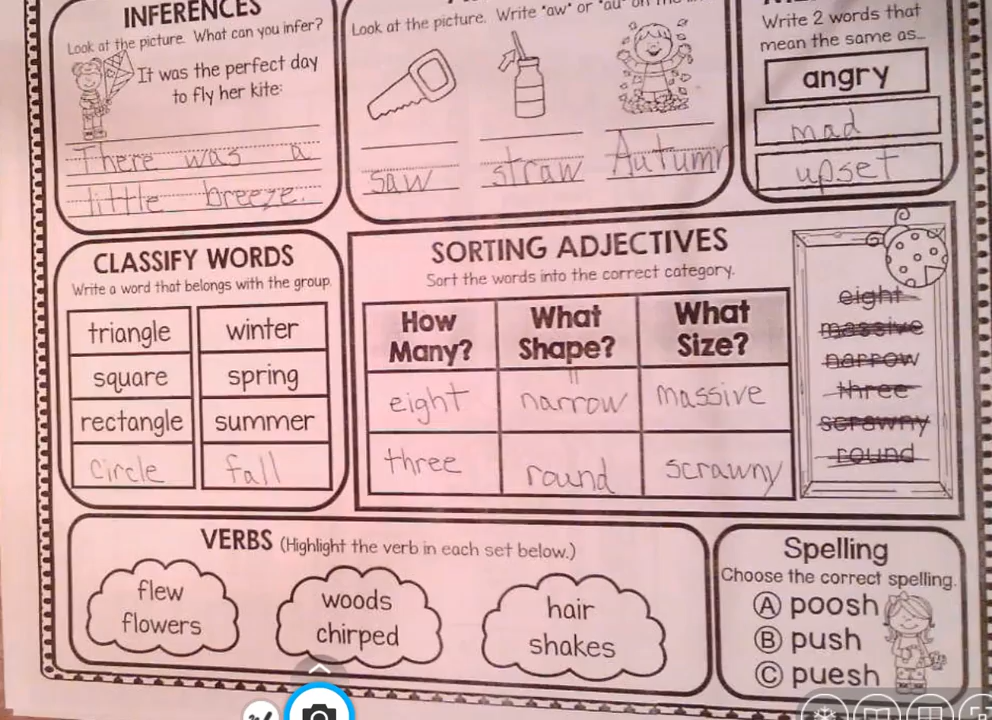 INFERENCES
Look at the picture. What can you infer?
It was the perfect day
to fly her kite:
There was a
little breeze.
Look at the picture. Write "aw" or "au" on the
saw straw Autumn
Write 2 words that
mean the same as...
angry
mad
upset
CLASSIFY WORDS
Write a word that belongs with the group.
triangle winter
square spring
rectangle summer
circle fall
SORTING ADJECTIVES
Sort the words into the correct category.
How Many? What Shape? What Size?
eight narrow massive
three round scrawny
eight
massive
narrow
three
scrawny
round
VERBS (Highlight the verb in each set below.)
flew
flowers
woods
chirped
hair
shakes
Spelling
Choose the correct spelling.
A poosh
B push
C puesh